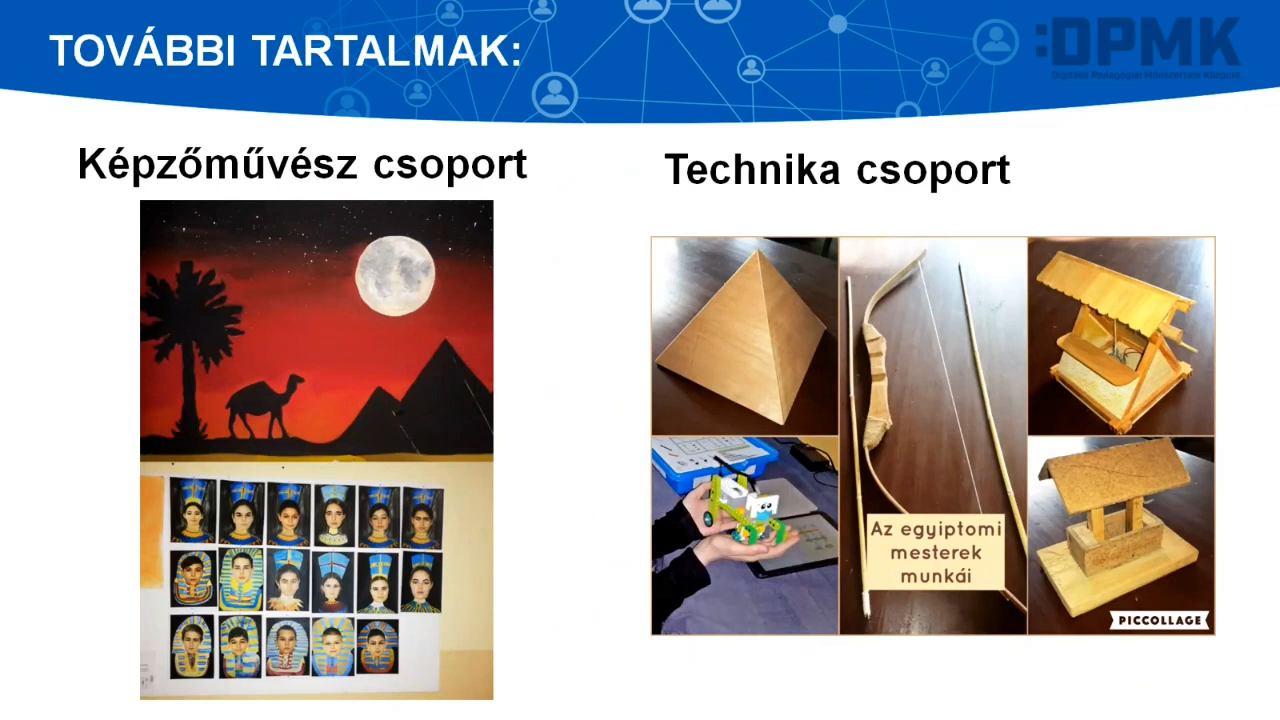 TOVÁBBI TARTALMAK:
:DPMK
Digitális Pedagógiai Módszertani Központ
Képzőművész csoport
Technika csoport
Az egyiptomi
mesterek
munkái
PICCOLLAGE